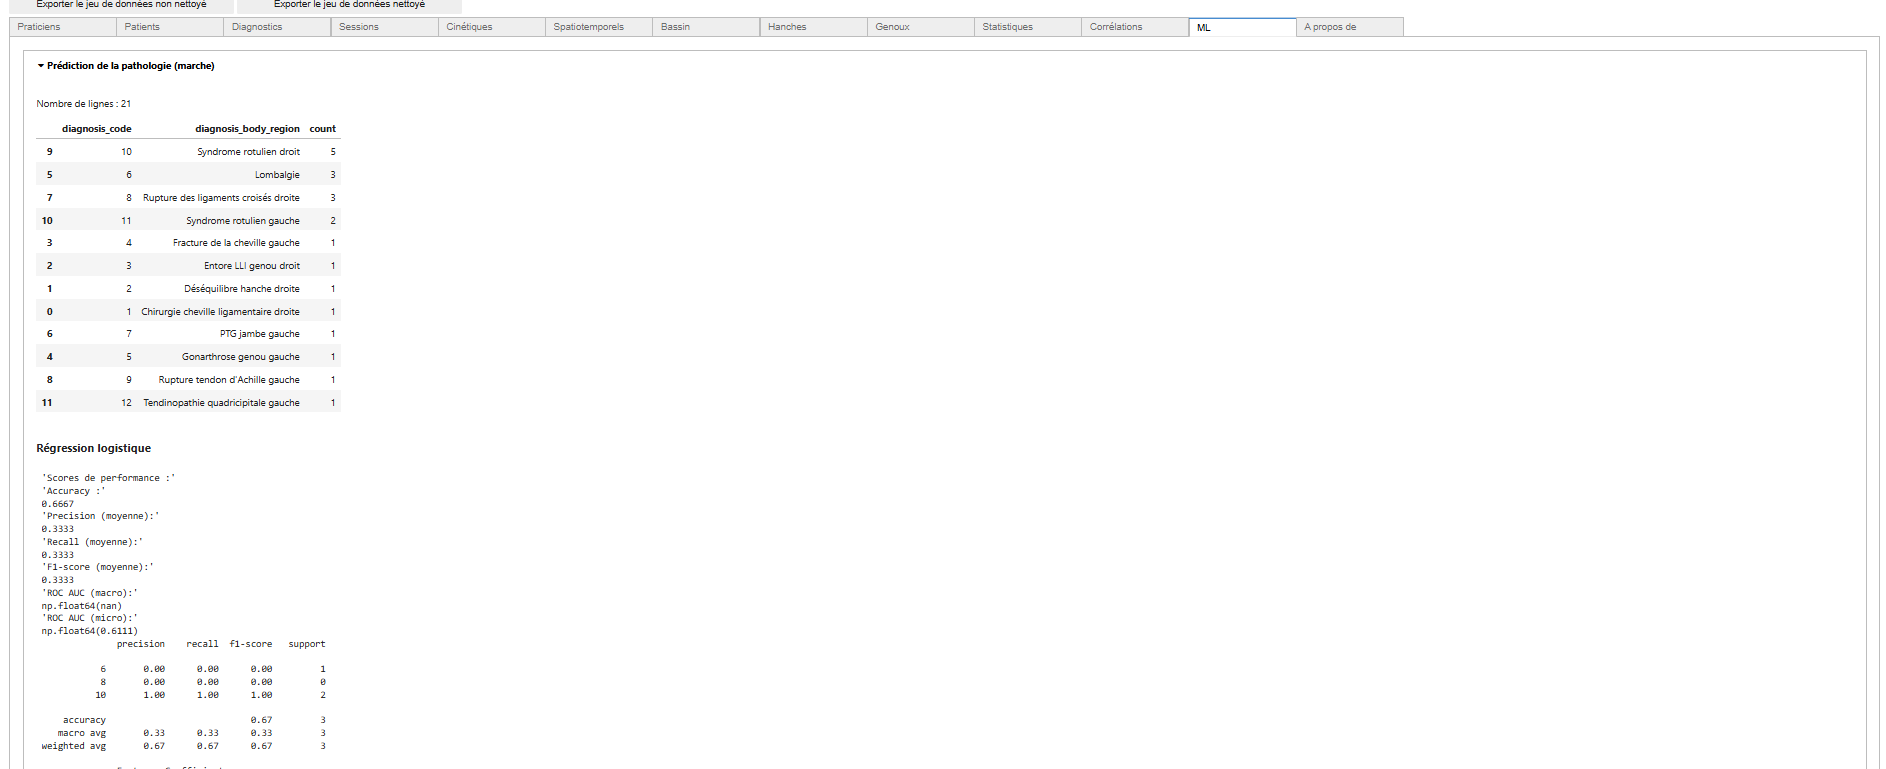 Exporter le jeu de données non nettoyé Exporter le jeu de données nettoyé
Praticiens Patients Diagnostics Sessions Cinétiques Spatiotemporels Bassin Hanches Genoux Statistiques Corrélations ML A propos de
Prédiction de la pathologie (marche)
Nombre de lignes : 21
diagnosis_code diagnosis_body_region count
9 10 Syndrome rotulien droit 5
5 6 Lombalgie 3
7 8 Rupture des ligaments croisés droite 3
10 11 Syndrome rotulien gauche 2
3 4 Fracture de la cheville gauche 1
2 3 Entore LLI genou droit 1
1 2 Déséquilibre hanche droite 1
0 1 Chirurgie cheville ligamentaire droite 1
6 7 PTG jambe gauche 1
4 5 Gonarthrose genou gauche 1
8 9 Rupture tendon d'Achille gauche 1
11 12 Tendinopathie quadricipitale gauche 1
Régression logistique
'Scores de performance :'
'Accuracy :'
0.6667
'Precision (moyenne):'
0.3333
'Recall (moyenne):'
0.3333
'F1-score (moyenne):'
0.3333
'ROC AUC (macro):'
np.float64(nan)
'ROC AUC (micro):'
np.float64(0.6111)
precision recall f1-score support
6 0.00 0.00 0.00 1
8 0.00 0.00 0.00 0
10 1.00 1.00 1.00 2
accuracy 0.67 3
macro avg 0.33 0.33 0.33 3
weighted avg 0.67 0.67 0.67 3